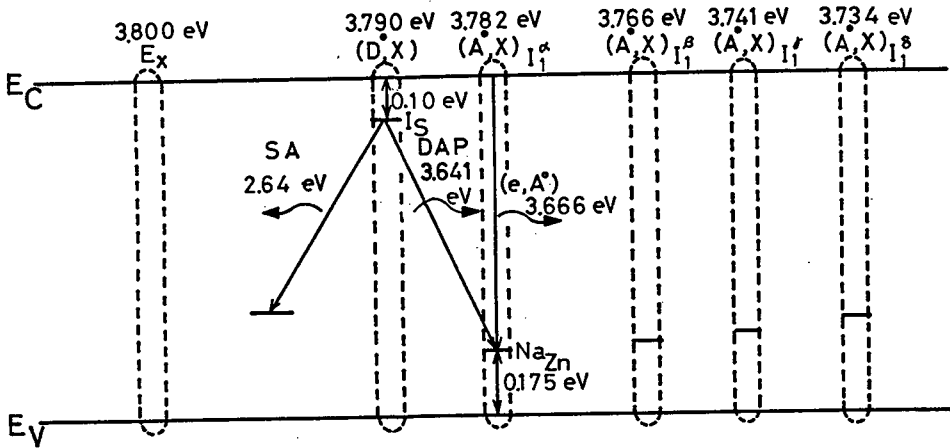 3.800 eV 3.790 eV 3.782 eV 3.766 eV 3.741 eV 3.734 eV
Ex (D°,X) (A°,X) I₁α (A°,X) I₁β (A°,X) I₁γ (A°,X) I₁δ
EC
0.10 eV
IS
SA DAP
2.64 eV 3.641 eV (e,A°) 3.666 eV
NaZn
0.175 eV
EV